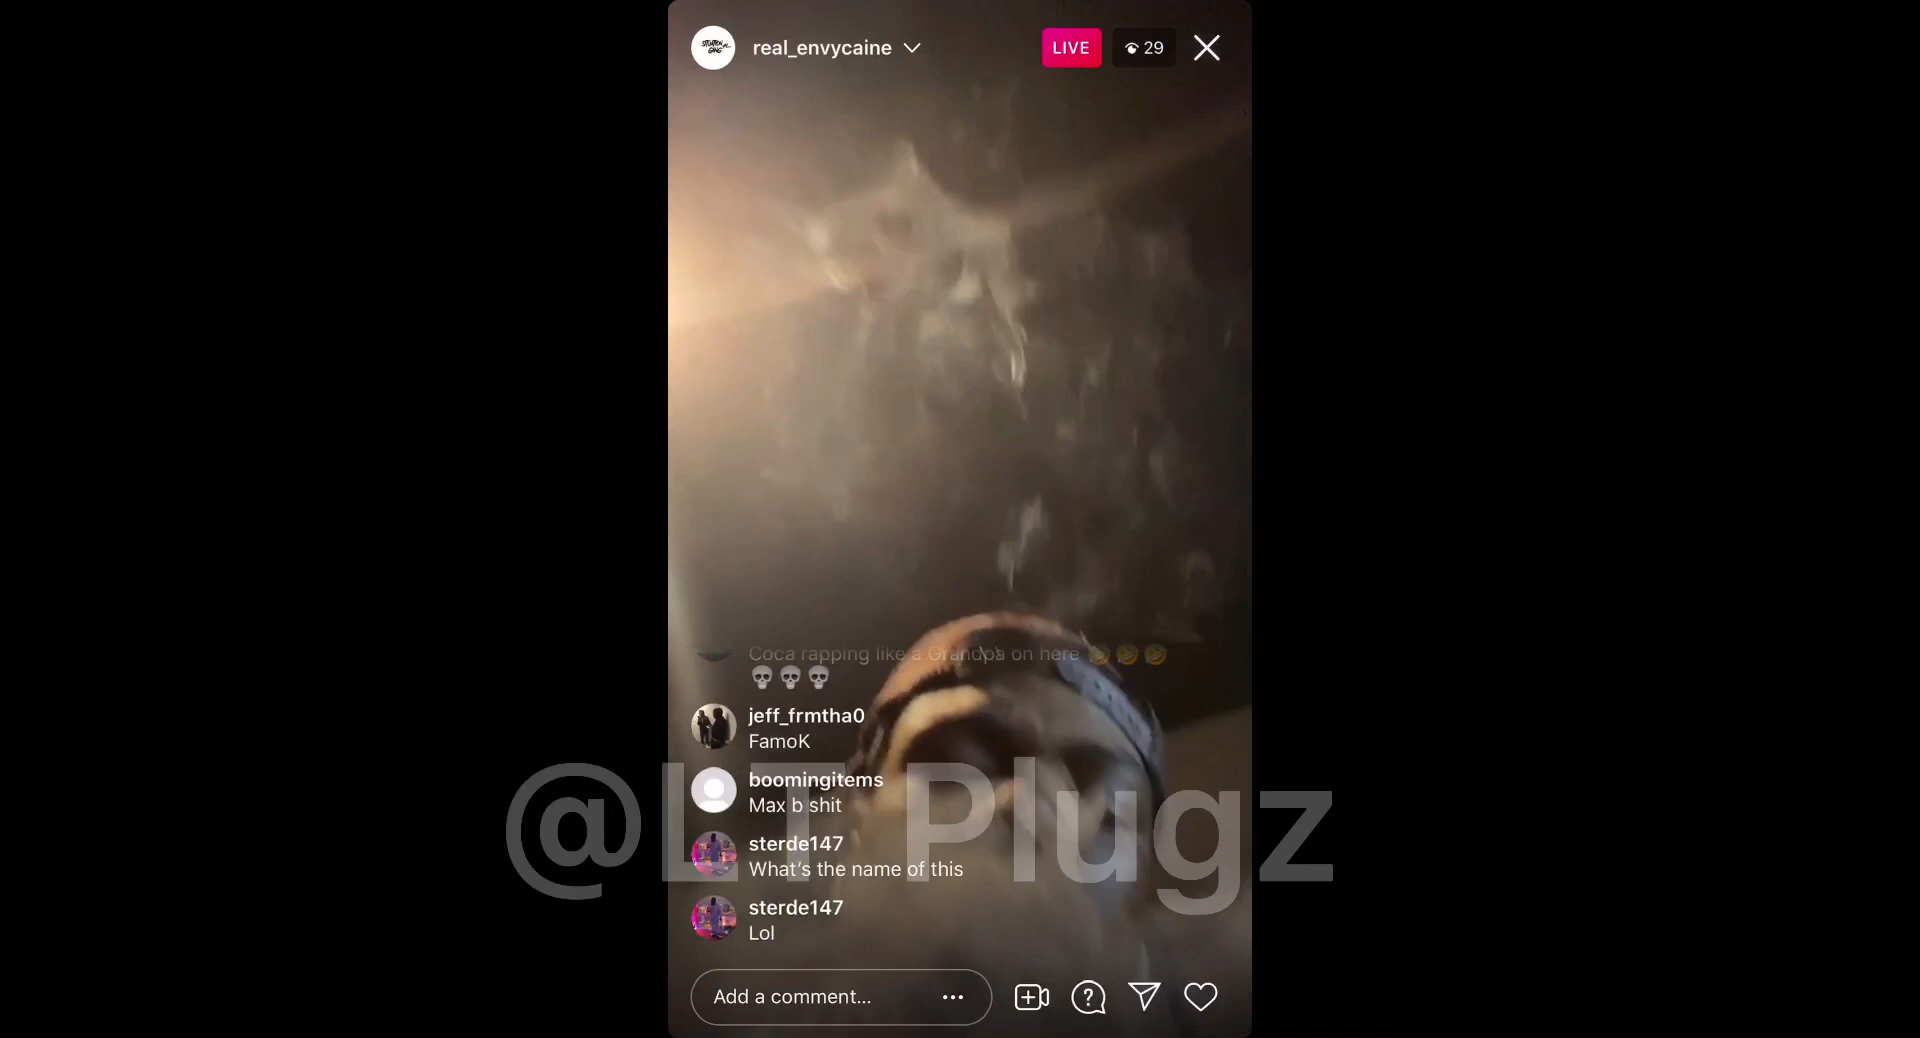 real_envycaine
LIVE
29
Coca rapping like a Grandpa on here 🤣🤣🤣
💀💀💀
jeff_frmtha0
FamoK
boomingitems
Max b shit
sterde147
What's the name of this
sterde147
Lol
@LT Plugz
Add a comment...